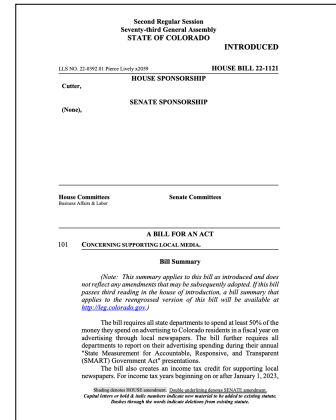 Second Regular Session
Seventy-third General Assembly
STATE OF COLORADO
INTRODUCED
LLS NO. 22-0392.01 Pierce Lively x2059
HOUSE BILL 22-1121
HOUSE SPONSORSHIP
Cutter,
SENATE SPONSORSHIP
(None),
House Committees
Senate Committees
Business Affairs & Labor
A BILL FOR AN ACT
101 CONCERNING SUPPORTING LOCAL MEDIA.
Bill Summary
(Note: This summary applies to this bill as introduced and does
not reflect any amendments that may be subsequently adopted. If this bill
passes third reading in the house of introduction, a bill summary that
applies to the reengrossed version of this bill will be available at
http://leg.colorado.gov.)
The bill requires all state departments to spend at least 50% of the
money they spend on advertising to Colorado residents in a fiscal year on
advertising through local newspapers. The bill further requires all
departments to report on their advertising spending during their annual
"State Measurement for Accountable, Responsive, and Transparent
(SMART) Government Act" presentations.
The bill also creates an income tax credit for supporting local
newspapers. For income tax years beginning on or after January 1, 2023,
Shading denotes HOUSE amendment. Double underlining denotes SENATE amendment.
Capital letters or bold & italic numbers indicate new material to be added to existing statute.
Dashes through the words indicate deletions from existing statute.